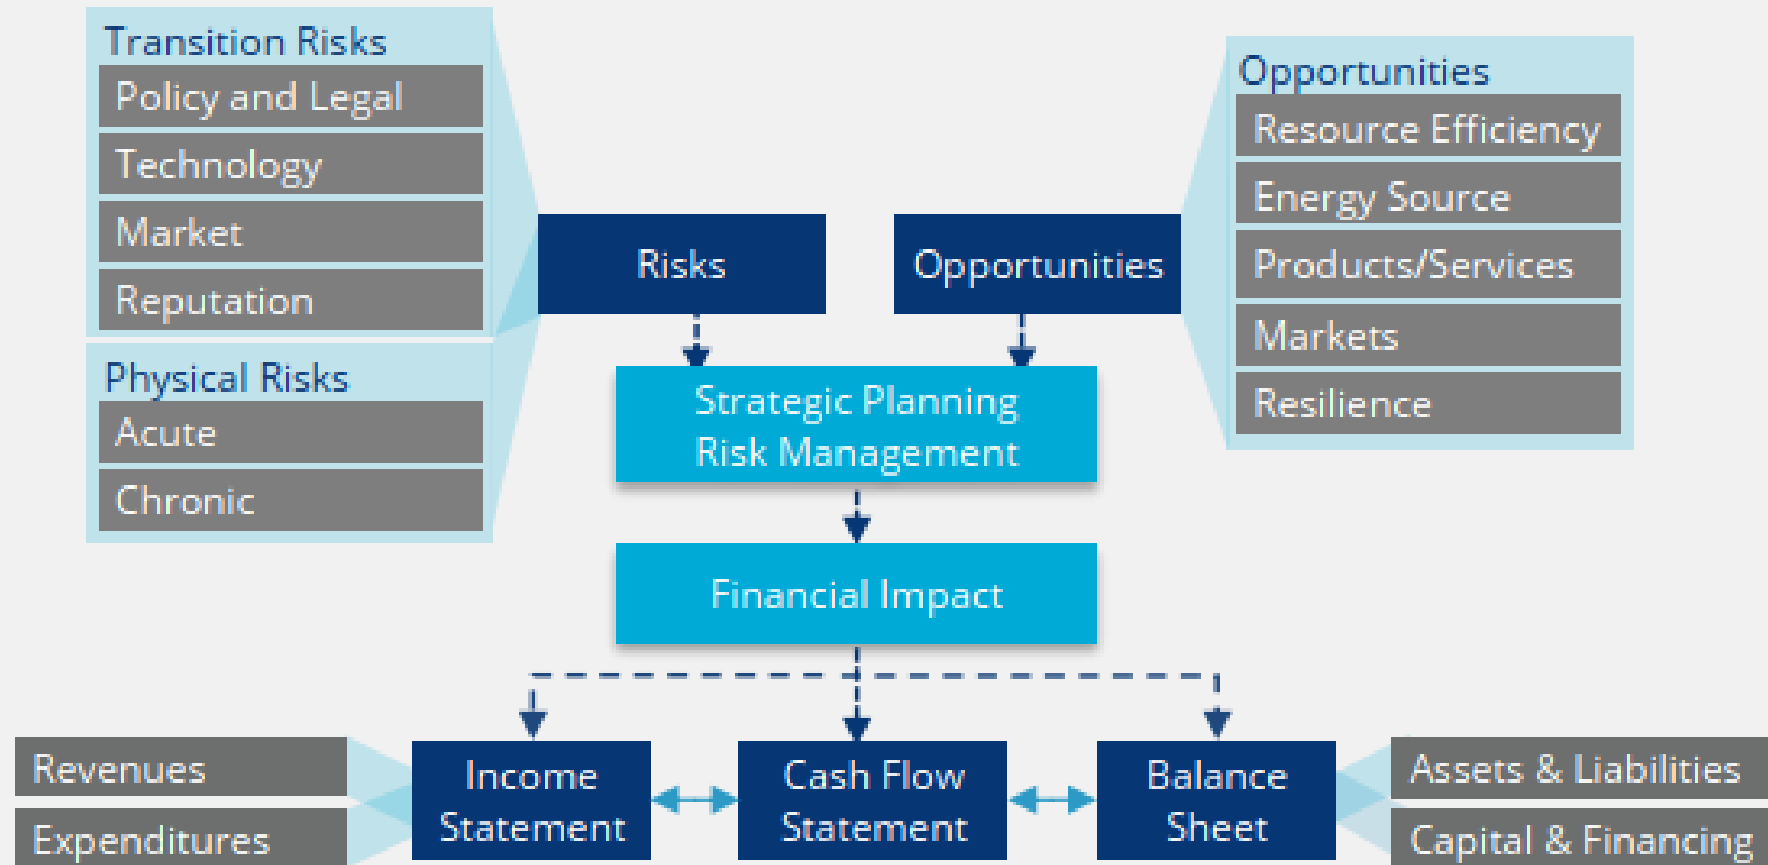 Transition Risks
Policy and Legal
Technology
Market
Reputation
Physical Risks
Acute
Chronic
Risks
Opportunities
Opportunities
Resource Efficiency
Energy Source
Products/Services
Markets
Resilience
Strategic Planning
Risk Management
Financial Impact
Revenues
Expenditures
Income
Statement
Cash Flow
Statement
Balance
Sheet
Assets & Liabilities
Capital & Financing